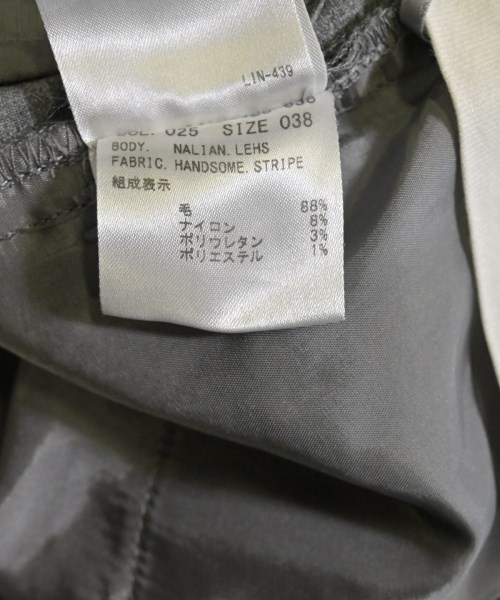 LIN-439
COL. 025 SIZE 038
BODY. NALIAN.LEHS
FABRIC. HANDSOME.STRIPE
組成表示
毛 88%
ナイロン 8%
ポリウレタン 3%
ポリエステル 1%